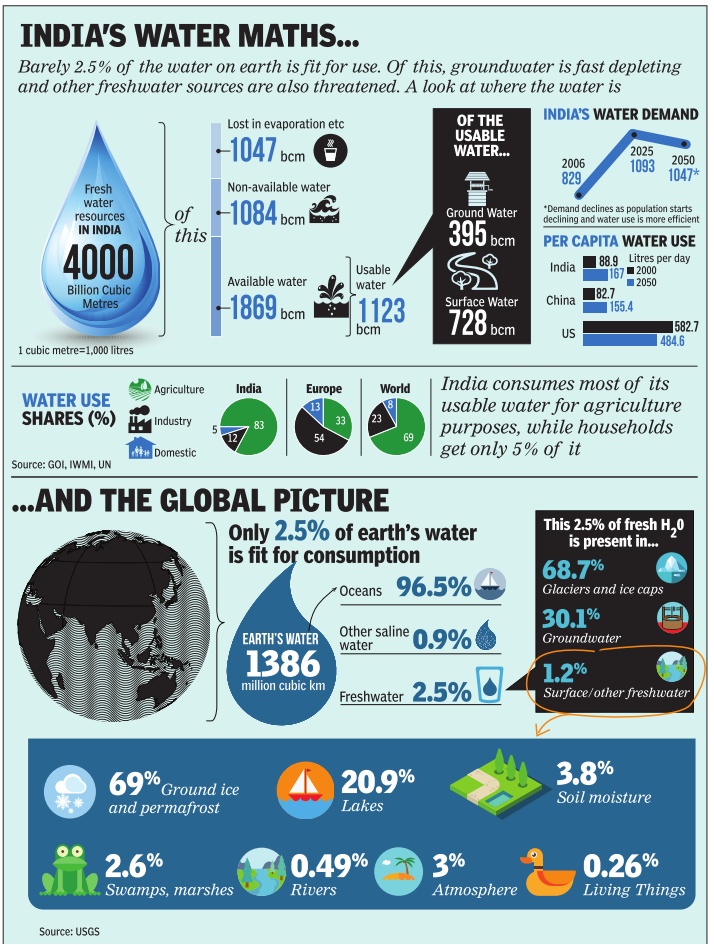 INDIA'S WATER MATHS...
Barely 2.5% of the water on earth is fit for use. Of this, groundwater is fast depleting
and other freshwater sources are also threatened. A look at where the water is
Fresh
water
resources
IN INDIA
4000
Billion Cubic
Metres
1 cubic metre=1,000 litres
of
this
Lost in evaporation etc
1047 bcm
Non-available water
1084 bcm
Available water
1869 bcm
Usable
water
1123
bcm
OF THE
USABLE
WATER...
Ground Water
395 bcm
Surface Water
728 bcm
INDIA'S WATER DEMAND
2006
829
2025
1093
2050
1047*
*Demand declines as population starts
declining and water use is more efficient
PER CAPITA WATER USE
Litres per day
2000
2050
India
88.9
167
China
82.7
155.4
US
582.7
484.6
WATER USE
SHARES (%)
Agriculture
Industry
Domestic
India
5
12
83
Europe
13
33
54
World
8
23
69
India consumes most of its
usable water for agriculture
purposes, while households
get only 5% of it
Source: GOI, IWMI, UN
...AND THE GLOBAL PICTURE
Only 2.5% of earth's water
is fit for consumption
EARTH'S WATER
1386
million cubic km
Oceans 96.5%
Other saline
water 0.9%
Freshwater 2.5%
This 2.5% of fresh H20
is present in...
68.7%
Glaciers and ice caps
30.1%
Groundwater
1.2%
Surface/other freshwater
69% Ground ice
and permafrost
20.9%
Lakes
3.8%
Soil moisture
2.6%
Swamps, marshes
0.49%
Rivers
3%
Atmosphere
0.26%
Living Things
Source: USGS